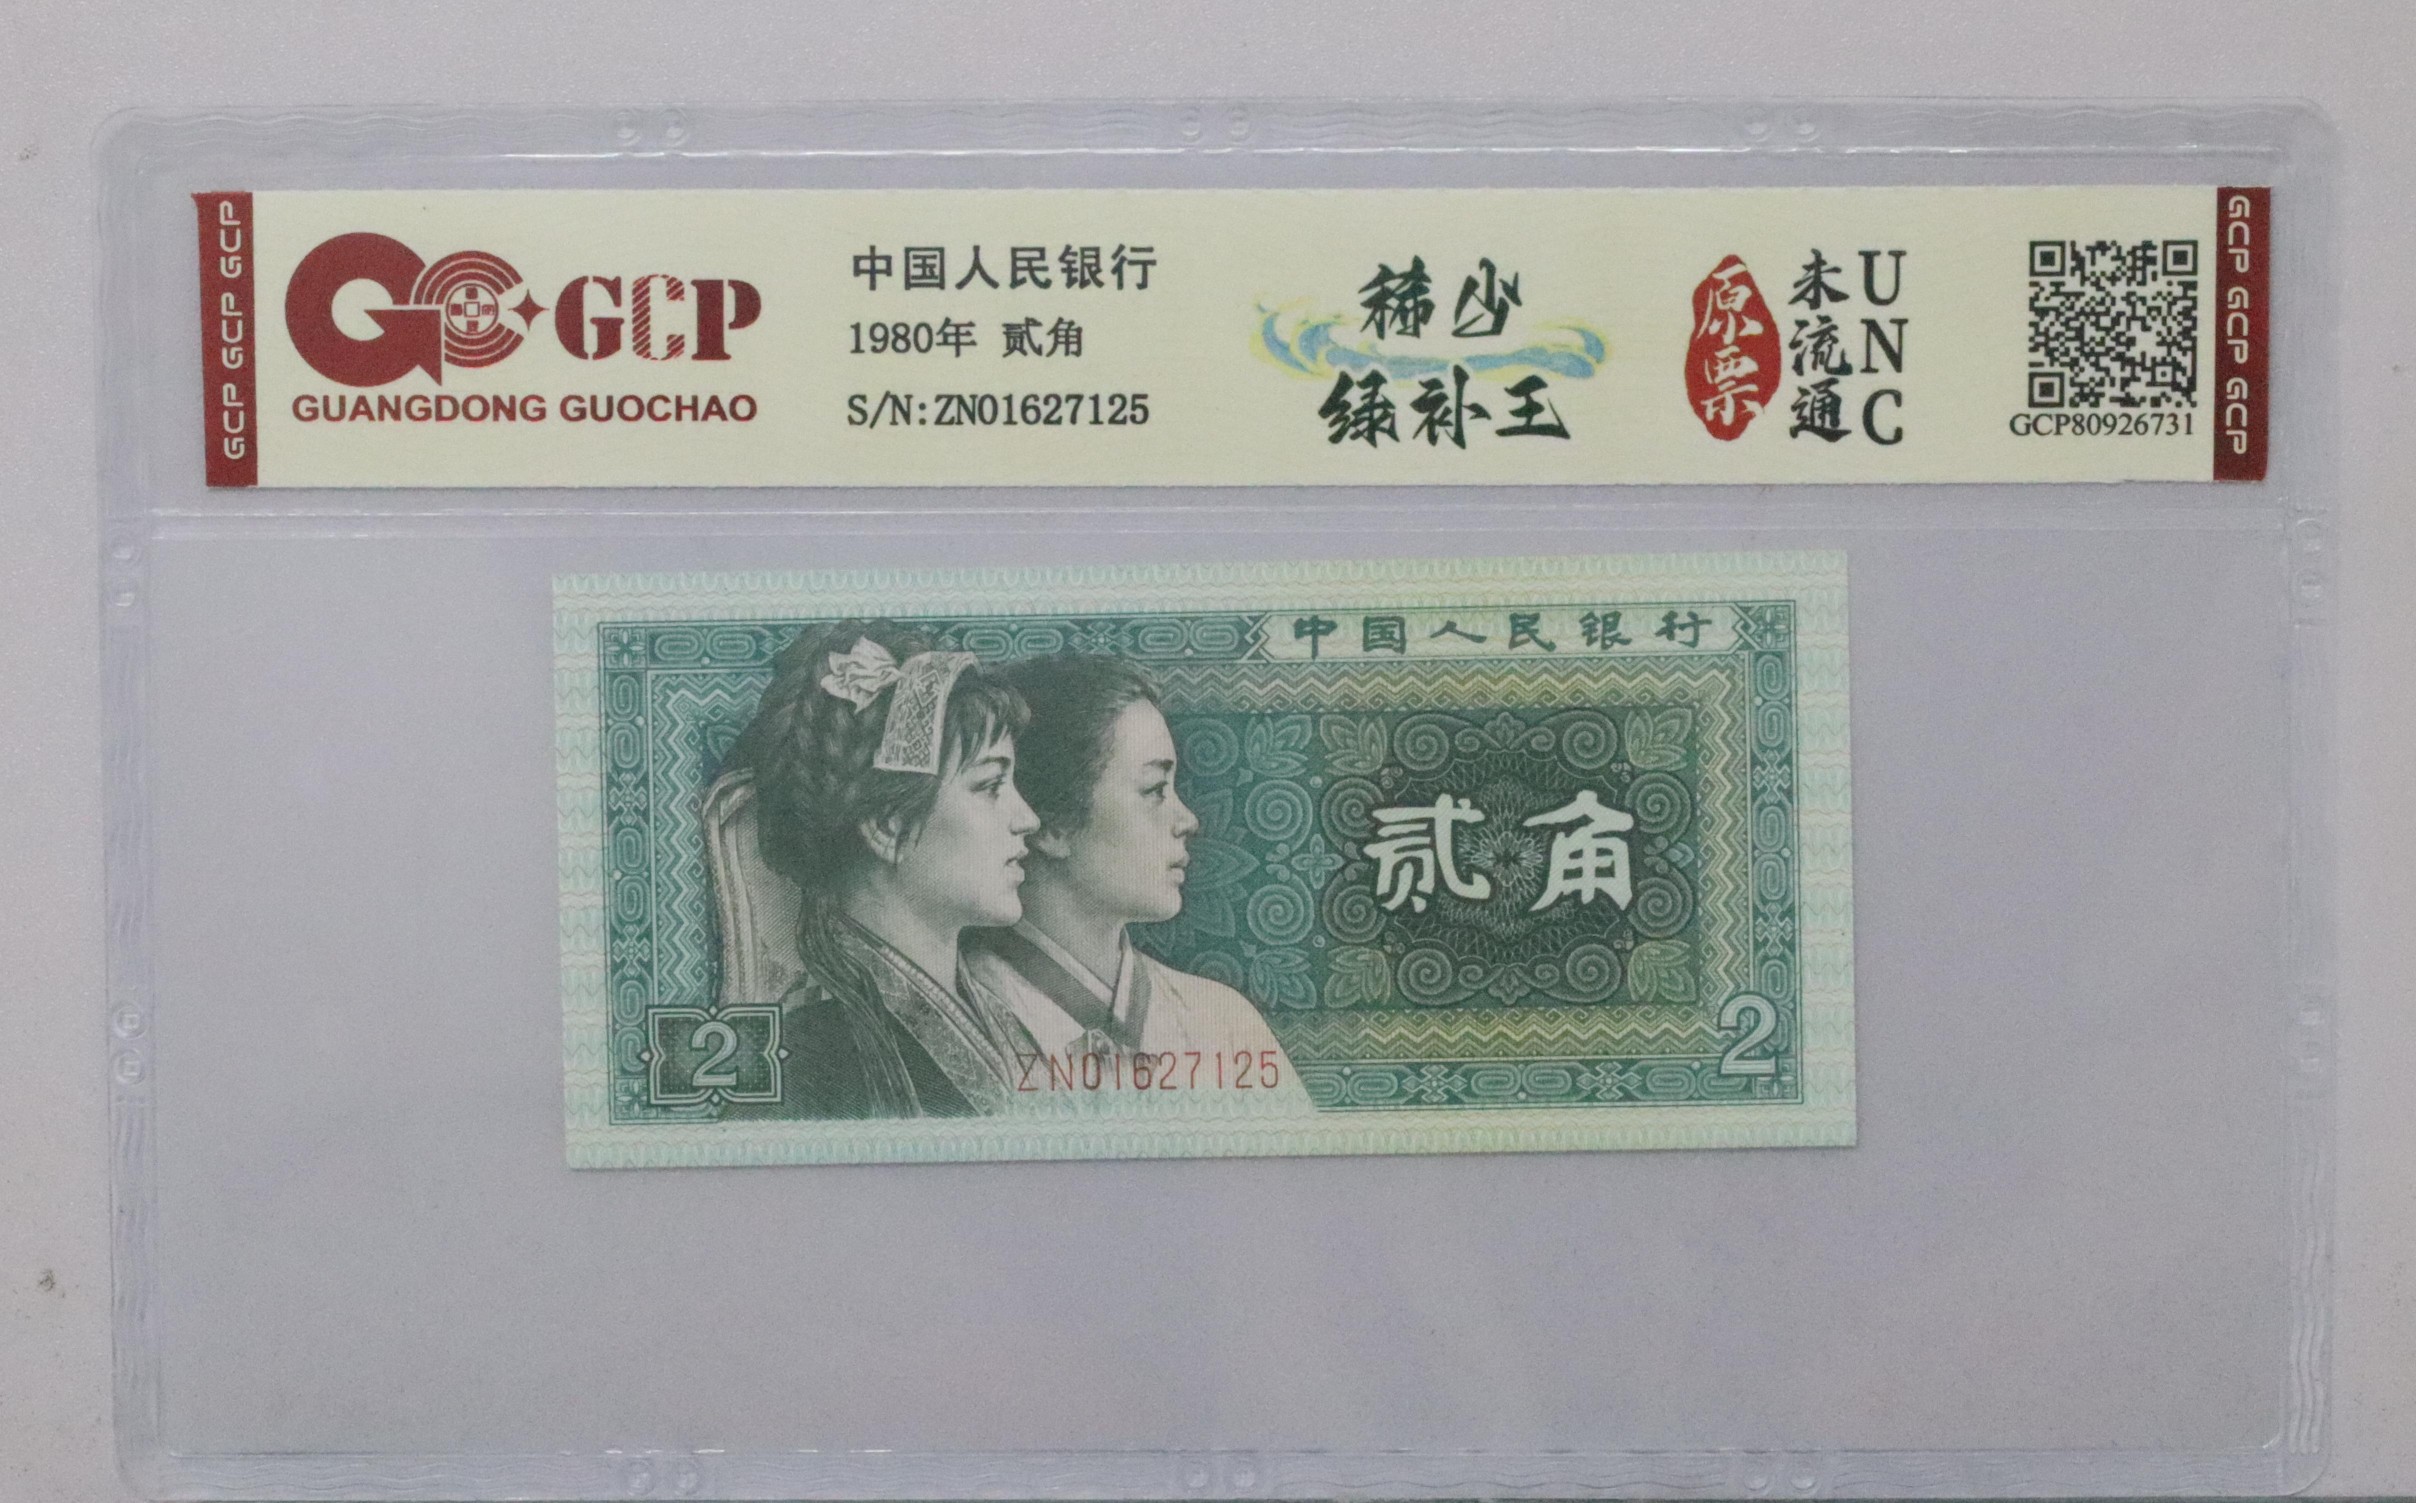 GCP GCP GCP
GCP
GUANGDONG GUOCHAO
中国人民银行
1980年 贰角
S/N:ZN01627125
稀少
绿补王
原票
未流通
UNC
GCP80926731
GCP GCP GCP
中国人民银行
贰角
2
ZN01627125
2